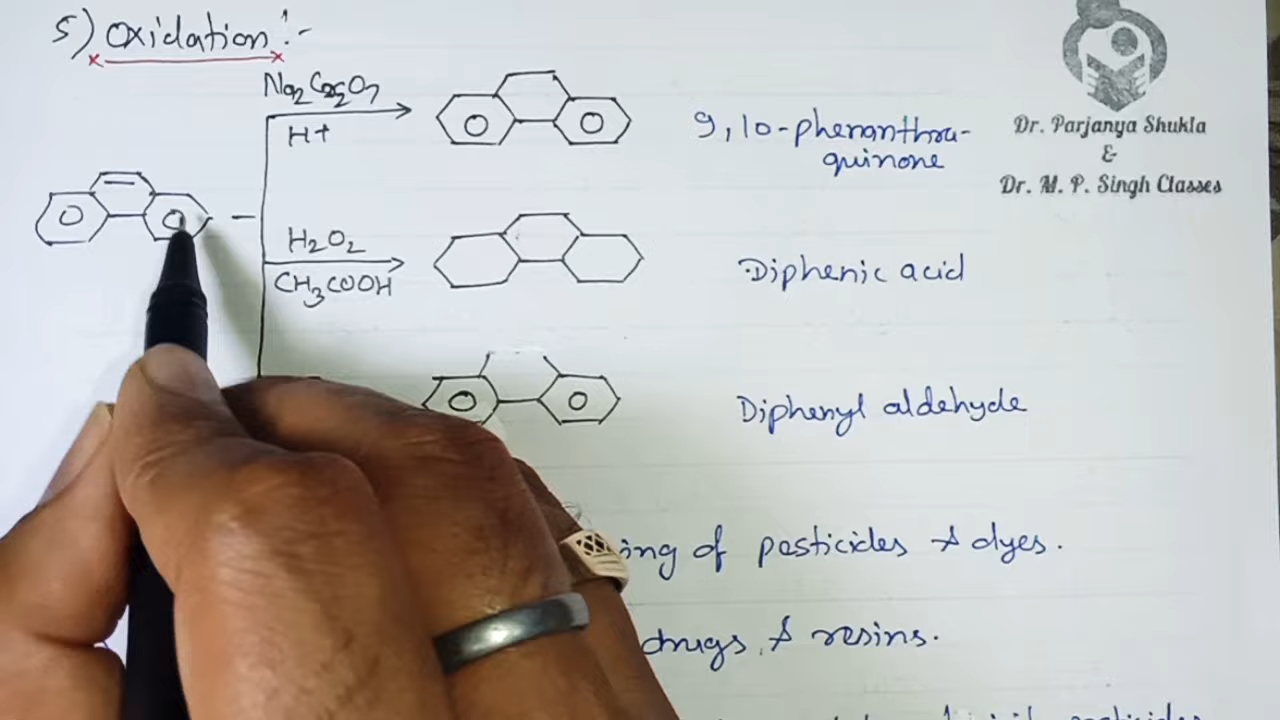 5) Oxidation :-
Na2Cr2O7
H+
9,10-phenanthra-
quinone
H2O2
CH3COOH
Diphenic acid
Diphenyl aldehyde
ing of pesticides & dyes.
drugs, & resins.
pesticides
Dr. Parjanya Shukla
&
Dr. M. P. Singh Classes